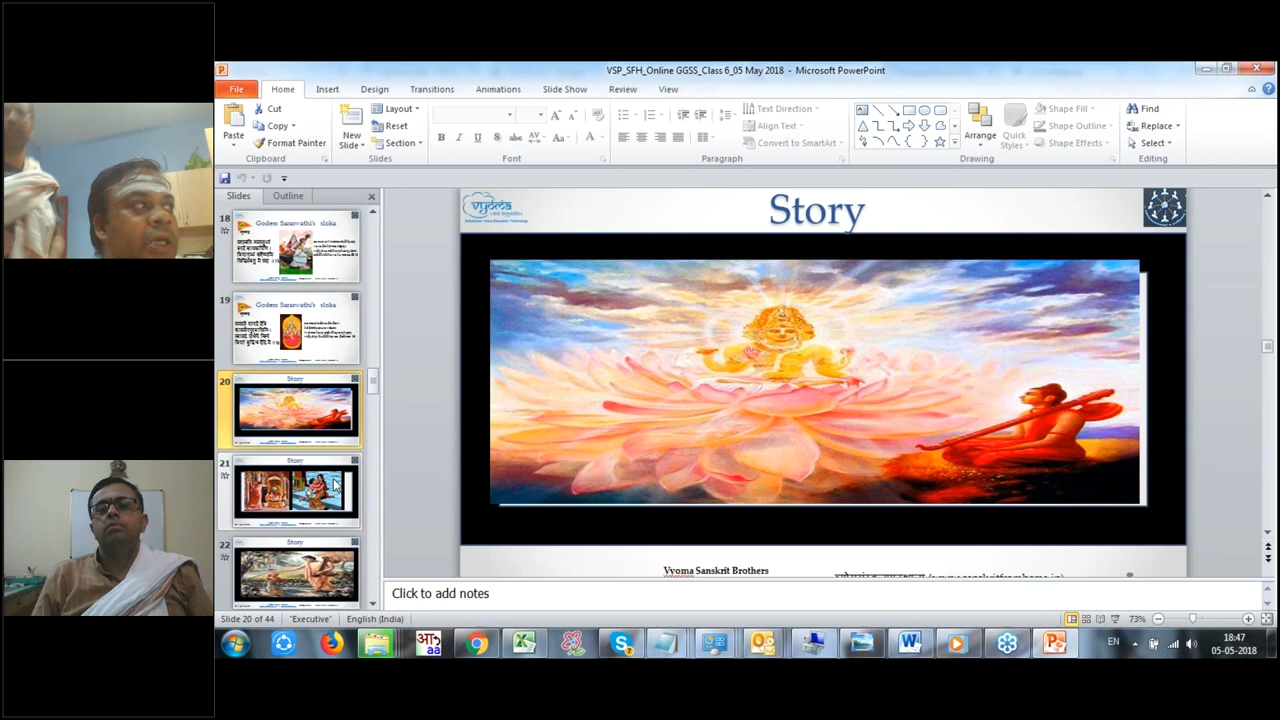 VSP_SFH_Online GGSS_Class 6_05 May 2018 - Microsoft PowerPoint
File Home Insert Design Transitions Animations Slide Show Review View
Paste
Cut
Copy
Format Painter
Clipboard
New
Slide
Layout
Reset
Section
Slides
B I U S abc AV Aa A
Font
Text Direction
Align Text
Convert to SmartArt
Paragraph
Arrange
Quick
Styles
Shape Fill
Shape Outline
Shape Effects
Drawing
Find
Replace
Select
Editing
Slides Outline
18
Godess Saraswathi's sloka
19
Godess Saraswathi's sloka
20
Story
21
Story
22
Story
vyoma
Story
Vyoma Sanskrit Brothers
Click to add notes
Slide 20 of 44 "Executive" English (India) 73%
EN 18:47
05-05-2018